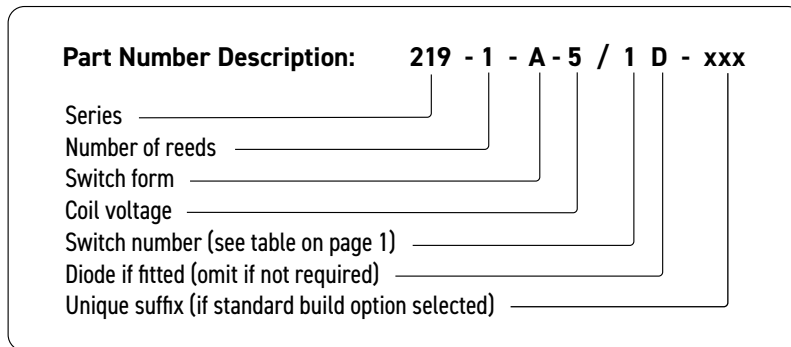 Part Number Description: 219 - 1 - A - 5 / 1 D - xxx
Series
Number of reeds
Switch form
Coil voltage
Switch number (see table on page 1)
Diode if fitted (omit if not required)
Unique suffix (if standard build option selected)